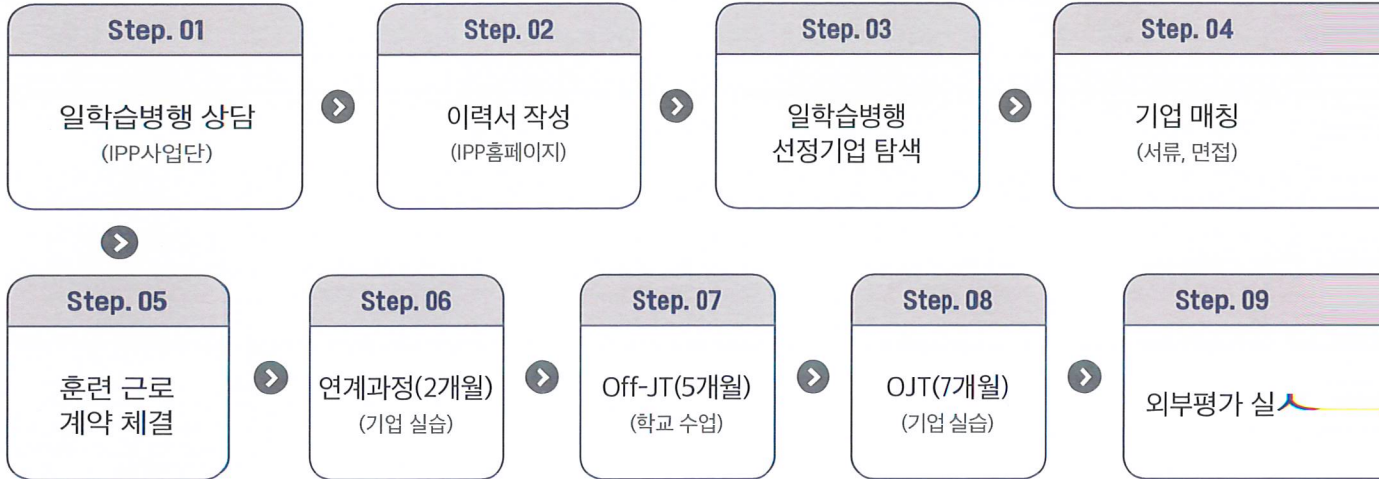 Step. 01
일학습병행 상담
(IPP사업단)
Step. 02
이력서 작성
(IPP홈페이지)
Step. 03
일학습병행
선정기업 탐색
Step. 04
기업 매칭
(서류, 면접)
Step. 05
훈련 근로
계약 체결
Step. 06
연계과정(2개월)
(기업 실습)
Step. 07
Off-JT(5개월)
(학교 수업)
Step. 08
OJT(7개월)
(기업 실습)
Step. 09
외부평가